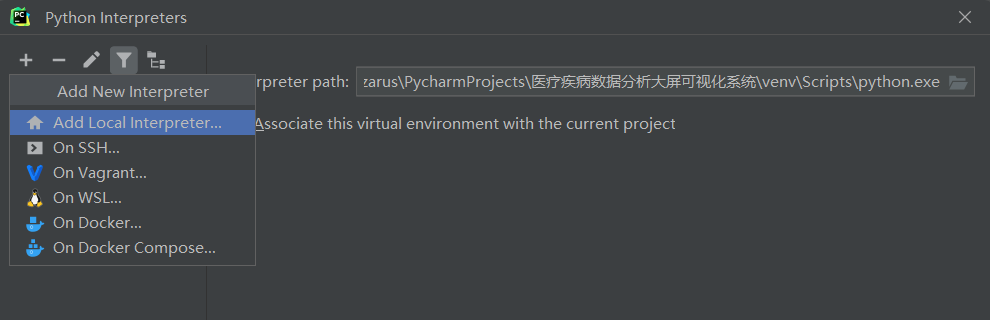 PC
Python Interpreters
Add New Interpreter
rpreter path: zarus\PycharmProjects\医疗疾病数据分析大屏可视化系统\venv\Scripts\python.exe
Add Local Interpreter...
Associate this virtual environment with the current project
On SSH...
On Vagrant...
On WSL...
On Docker...
On Docker Compose...